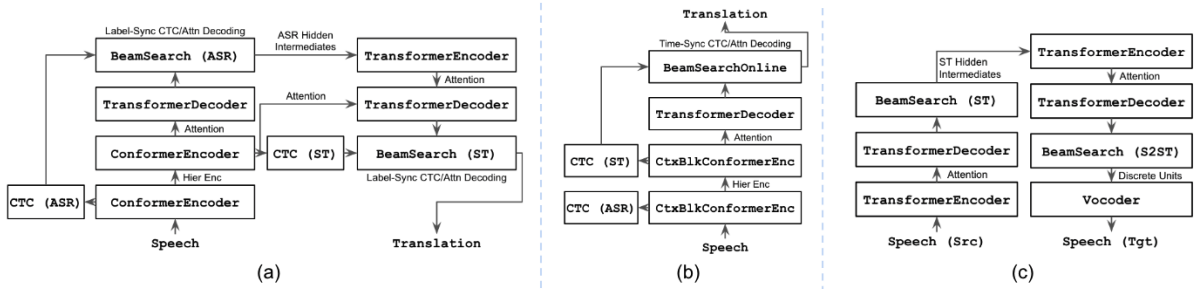 Label-Sync CTC/Attn Decoding
BeamSearch (ASR)
ASR Hidden
Intermediates
TransformerEncoder
Attention
TransformerDecoder
Attention
TransformerDecoder
Attention
ConformerEncoder
CTC (ST)
BeamSearch (ST)
Label-Sync CTC/Attn Decoding
Hier Enc
CTC (ASR)
ConformerEncoder
Speech
Translation
(a)
Translation
Time-Sync CTC/Attn Decoding
BeamSearchOnline
TransformerDecoder
Attention
CTC (ST)
CtxBlkConformerEnc
Hier Enc
CTC (ASR)
CtxBlkConformerEnc
Speech
(b)
ST Hidden
Intermediates
BeamSearch (ST)
TransformerDecoder
Attention
TransformerEncoder
Speech (Src)
TransformerEncoder
Attention
TransformerDecoder
BeamSearch (S2ST)
Discrete Units
Vocoder
Speech (Tgt)
(c)